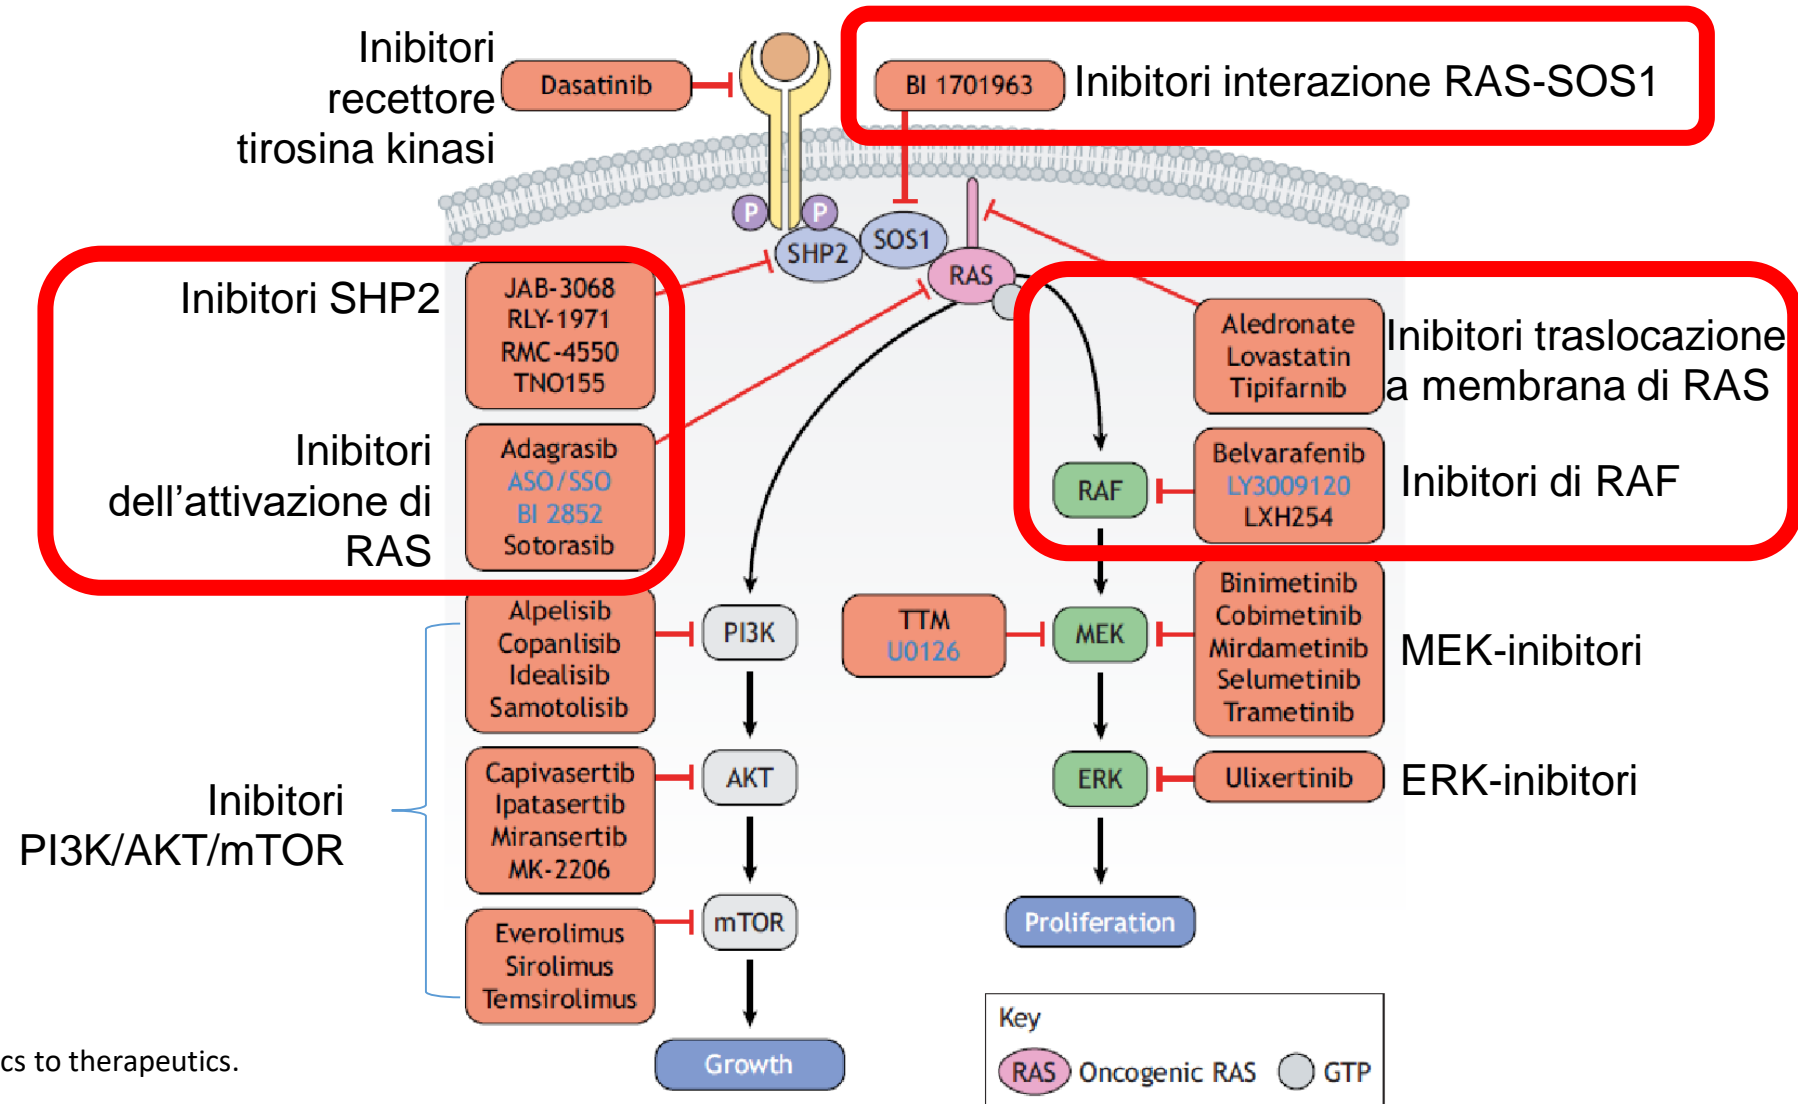 Inibitori
recettore
tirosina kinasi
Dasatinib
BI 1701963
Inibitori interazione RAS-SOS1
P
P
SHP2
SOS1
RAS
Inibitori SHP2
JAB-3068
RLY-1971
RMC-4550
TNO155
Aledronate
Lovastatin
Tipifarnib
Inibitori traslocazione
a membrana di RAS
Inibitori
dell'attivazione di
RAS
Adagrasib
ASO/SSO
BI 2852
Sotorasib
RAF
Belvarafenib
LY3009120
LXH254
Inibitori di RAF
Alpelisib
Copanlisib
Idealisib
Samotolisib
PI3K
TTM
U0126
MEK
Binimetinib
Cobimetinib
Mirdametinib
Selumetinib
Trametinib
MEK-inibitori
Inibitori
PI3K/AKT/mTOR
Capivasertib
Ipatasertib
Miransertib
MK-2206
AKT
ERK
Ulixertinib
ERK-inibitori
Everolimus
Sirolimus
Temsirolimus
mTOR
Proliferation
Growth
cs to therapeutics.
Key
RAS Oncogenic RAS GTP